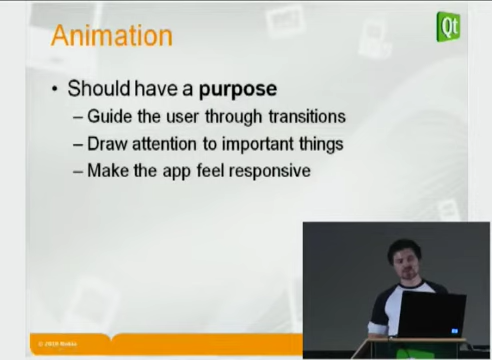 Animation
Qt
• Should have a purpose
– Guide the user through transitions
– Draw attention to important things
– Make the app feel responsive
© 2010 Nokia